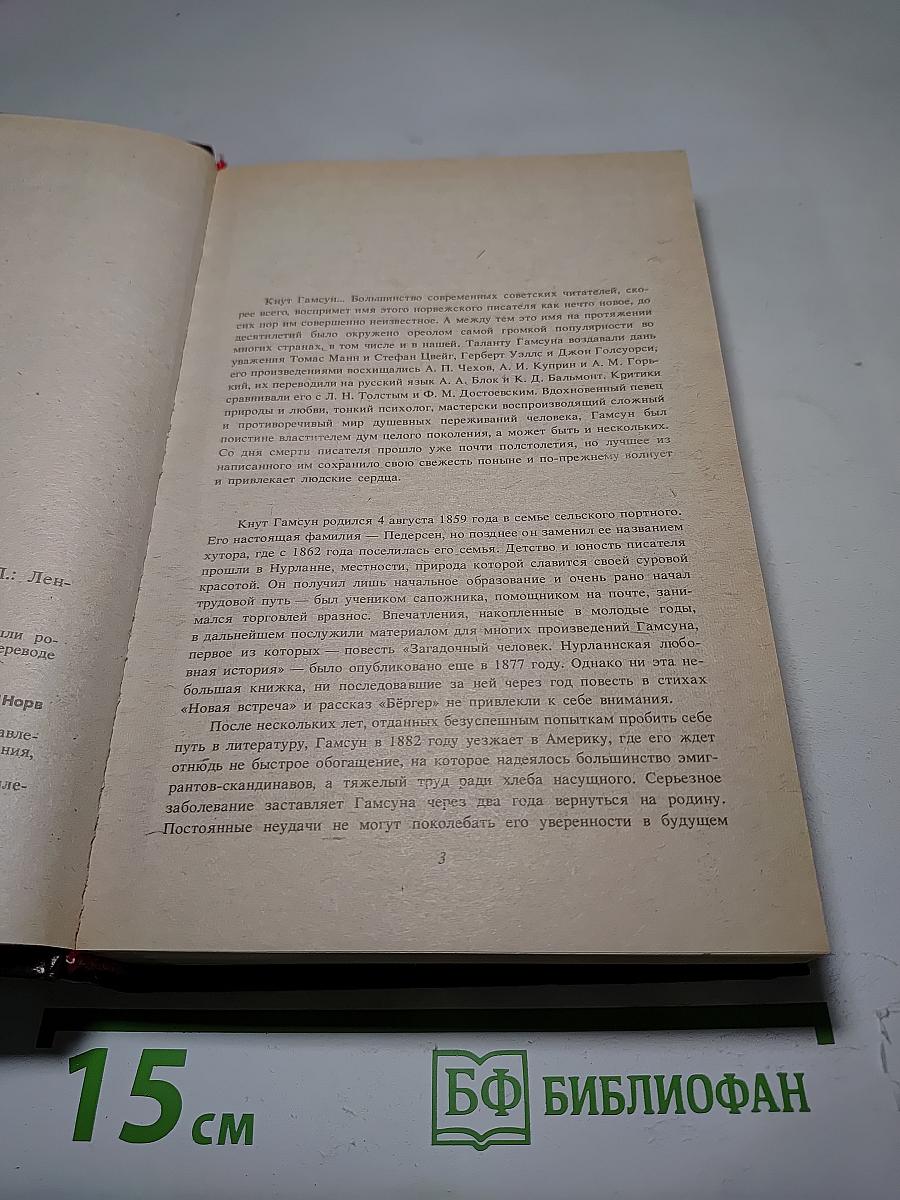 Л.: Лен-
ли ро-
ереводе
Норв
авле-
ния,
ле-
Кнут Гамсун... Большинство современных советских читателей, ско-
рее всего, воспримет имя этого норвежского писателя как нечто новое, до
сих пор им совершенно неизвестное. А между тем это имя на протяжении
десятилетий было окружено ореолом самой громкой популярности во
многих странах, в том числе и в нашей. Таланту Гамсуна воздавали дань
уважения Томас Манн и Стефан Цвейг, Герберт Уэллс и Джон Голсуорси;
его произведениями восхищались А. П. Чехов, А. И. Куприн и А. М. Горь-
кий, их переводили на русский язык А. А. Блок и К. Д. Бальмонт. Критики
сравнивали его с Л. Н. Толстым и Ф. М. Достоевским. Вдохновенный певец
природы и любви, тонкий психолог, мастерски воспроизводящий сложный
и противоречивый мир душевных переживаний человека, Гамсун был
поистине властителем дум целого поколения, а может быть и нескольких.
Со дня смерти писателя прошло уже почти полстолетия, но лучшее из
написанного им сохранило свою свежесть поныне и по-прежнему волнует
и привлекает людские сердца.
Кнут Гамсун родился 4 августа 1859 года в семье сельского портного.
Его настоящая фамилия — Педерсен, но позднее он заменил ее названием
хутора, где с 1862 года поселилась его семья. Детство и юность писателя
прошли в Нурланне, местности, природа которой славится своей суровой
красотой. Он получил лишь начальное образование и очень рано начал
трудовой путь — был учеником сапожника, помощником на почте, зани-
мался торговлей вразнос. Впечатления, накопленные в молодые годы,
в дальнейшем послужили материалом для многих произведений Гамсуна,
первое из которых — повесть «Загадочный человек. Нурланнская любо-
вная история» — было опубликовано еще в 1877 году. Однако ни эта не-
большая книжка, ни последовавшие за ней через год повесть в стихах
«Новая встреча» и рассказ «Бёргер» не привлекли к себе внимания.
После нескольких лет, отданных безуспешным попыткам пробить себе
путь в литературу, Гамсун в 1882 году уезжает в Америку, где его ждет
отнюдь не быстрое обогащение, на которое надеялось большинство эмиг-
рантов-скандинавов, а тяжелый труд ради хлеба насущного. Серьезное
заболевание заставляет Гамсуна через два года вернуться на родину.
Постоянные неудачи не могут поколебать его уверенности в будущем
3
15 см
БФ БИБЛИОФАН